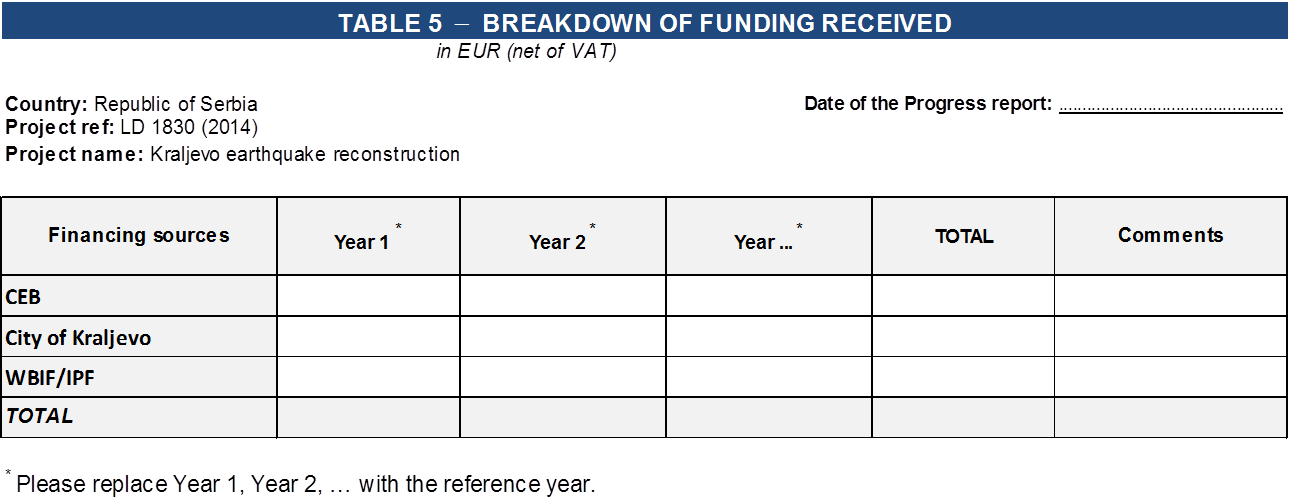 TABLE 5 – BREAKDOWN OF FUNDING RECEIVED
in EUR (net of VAT)
Country: Republic of Serbia
Date of the Progress report: ................................................
Project ref: LD 1830 (2014)
Project name: Kraljevo earthquake reconstruction
Financing sources Year 1 * Year 2 * Year ... * TOTAL Comments
CEB
City of Kraljevo
WBIF/IPF
TOTAL
* Please replace Year 1, Year 2, … with the reference year.